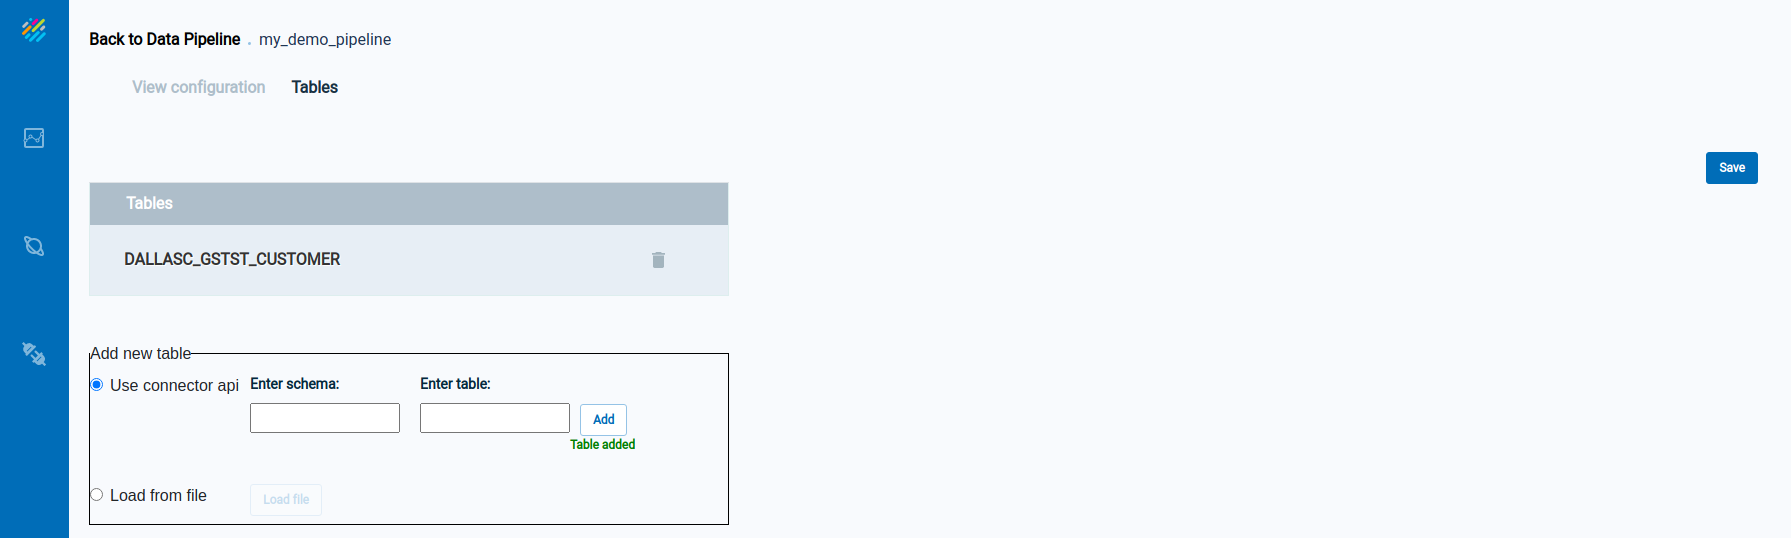 Back to Data Pipeline . my_demo_pipeline
View configuration Tables
Save
Tables
DALLASC_GSTST_CUSTOMER
Add new table
Use connector api Enter schema: Enter table:
Add
Table added
Load from file Load file